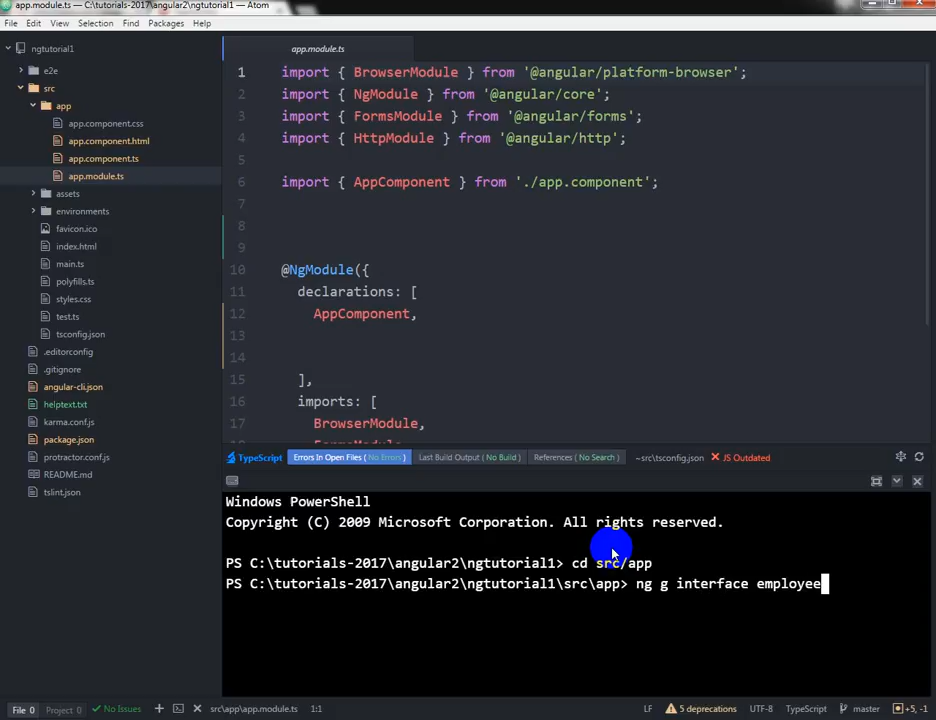 app.module.ts — C:\tutorials-2017\angular2\ngtutorial1 — Atom
File Edit View Selection Find Packages Help
ngtutorial1
e2e
src
app
app.component.css
app.component.html
app.component.ts
app.module.ts
assets
environments
favicon.ico
index.html
main.ts
polyfills.ts
styles.css
test.ts
tsconfig.json
.editorconfig
.gitignore
angular-cli.json
helptext.txt
karma.conf.js
package.json
protractor.conf.js
README.md
tslint.json
app.module.ts
1 import { BrowserModule } from '@angular/platform-browser';
2 import { NgModule } from '@angular/core';
3 import { FormsModule } from '@angular/forms';
4 import { HttpModule } from '@angular/http';
5
6 import { AppComponent } from './app.component';
7
8
9
10 @NgModule({
11 declarations: [
12 AppComponent,
13
14
15 ],
16 imports: [
17 BrowserModule,
18 FormsModule
TypeScript Errors In Open Files ( No Errors ) Last Build Output ( No Build ) References ( No Search ) ~src\tsconfig.json JS Outdated
Windows PowerShell
Copyright (C) 2009 Microsoft Corporation. All rights reserved.
PS C:\tutorials-2017\angular2\ngtutorial1> cd src/app
PS C:\tutorials-2017\angular2\ngtutorial1\src\app> ng g interface employee
File 0 Project 0 No Issues src\app\app.module.ts 1:1 LF 5 deprecations UTF-8 TypeScript master +5, -1